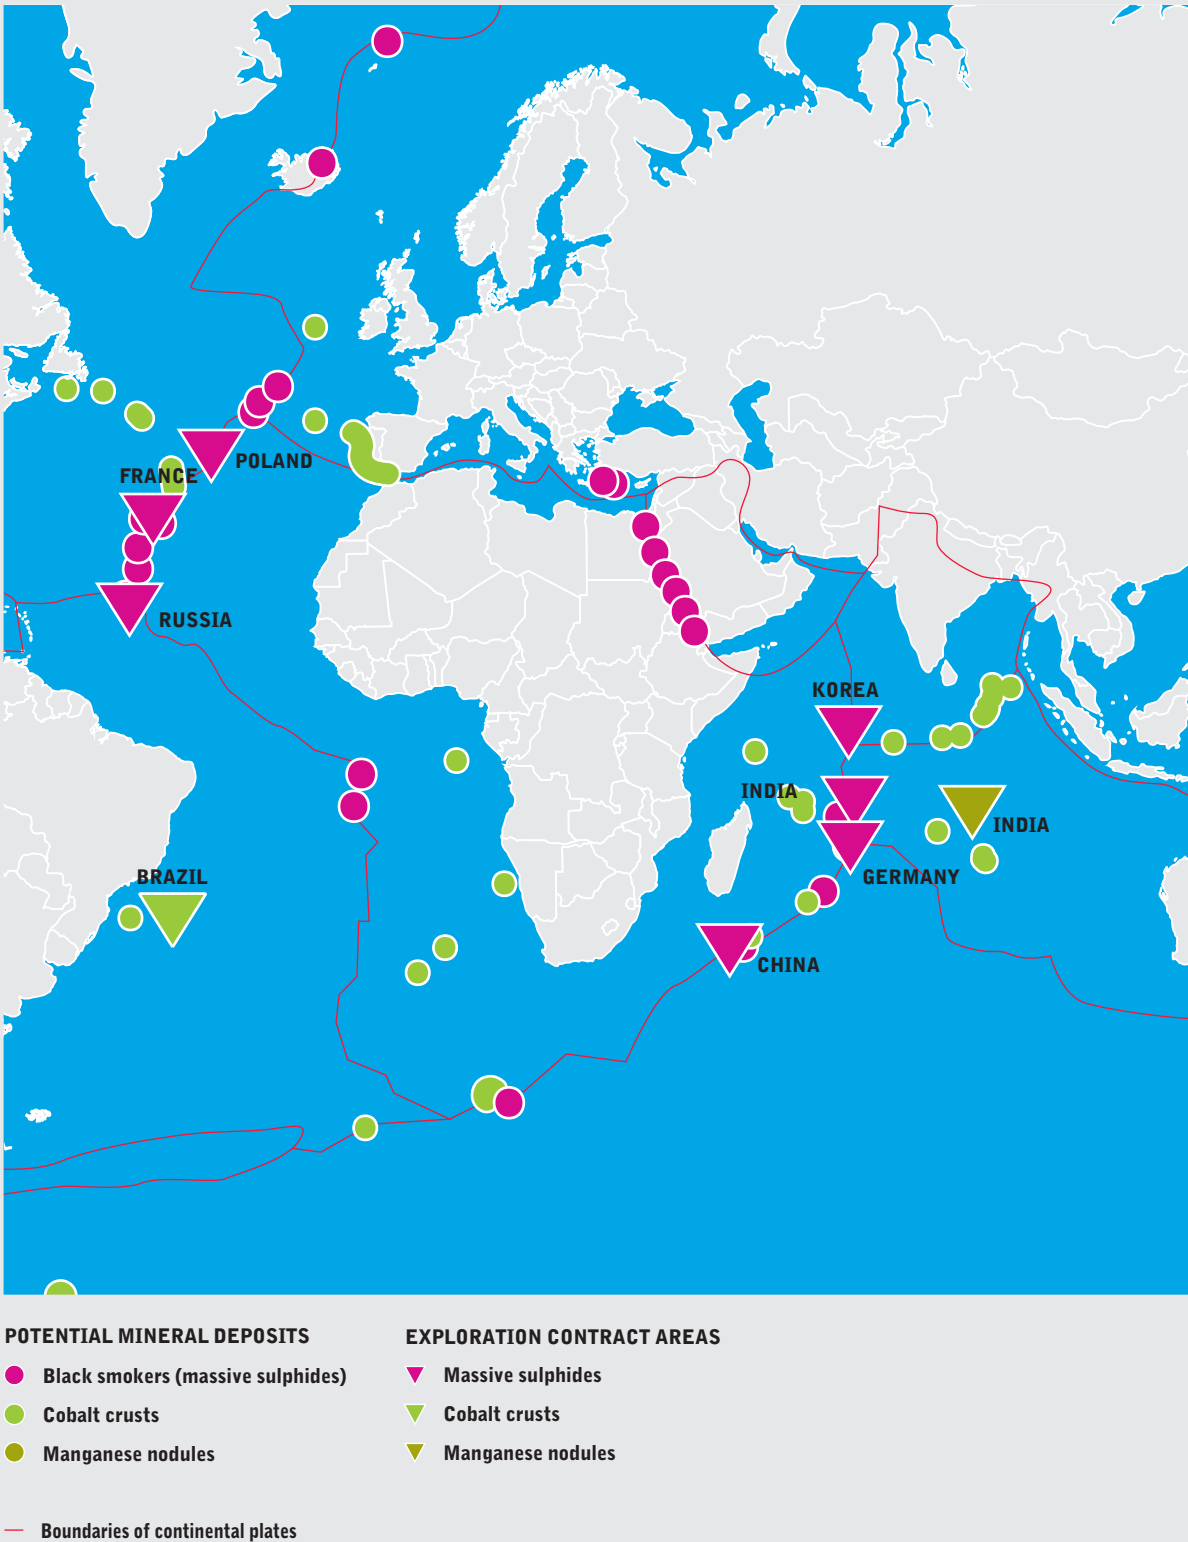 POLAND
FRANCE
RUSSIA
KOREA
INDIA
INDIA
BRAZIL
GERMANY
CHINA
POTENTIAL MINERAL DEPOSITS
Black smokers (massive sulphides)
Cobalt crusts
Manganese nodules
EXPLORATION CONTRACT AREAS
Massive sulphides
Cobalt crusts
Manganese nodules
Boundaries of continental plates